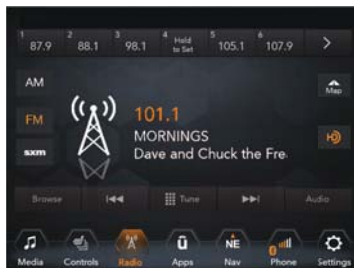 1 87.9 2 88.1 3 98.1 4 Hold to Set 5 105.1 6 107.9
AM
Map
FM
101.1
MORNINGS
HD
sxm
Dave and Chuck the Fre
Browse Tune Audio
Media Controls Radio Apps NE Nav Phone Settings